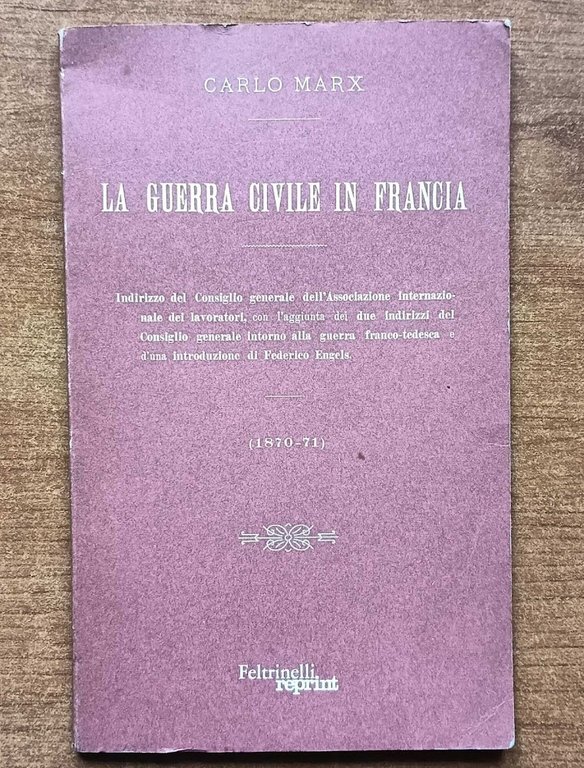 CARLO MARX
LA GUERRA CIVILE IN FRANCIA
Indirizzo del Consiglio generale dell'Associazione internazio-
nale dei lavoratori, con l'aggiunta dei due indirizzi del
Consiglio generale intorno alla guerra franco-tedesca e
d'una introduzione di Federico Engels.
(1870-71)
Feltrinelli
reprint